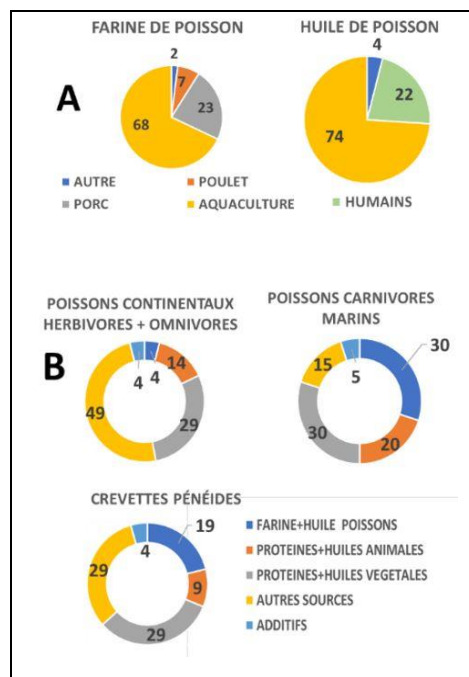 FARINE DE POISSON
HUILE DE POISSON
A
2
7
23
68
4
22
74
AUTRE
POULET
PORC
AQUACULTURE
HUMAINS
POISSONS CONTINENTAUX
HERBIVORES + OMNIVORES
POISSONS CARNIVORES
MARINS
B
4
14
29
49
4
30
20
30
15
5
CREVETTES PÉNÉIDES
19
9
29
29
4
FARINE+HUILE POISSONS
PROTEINES+HUILES ANIMALES
PROTEINES+HUILES VEGETALES
AUTRES SOURCES
ADDITIFS